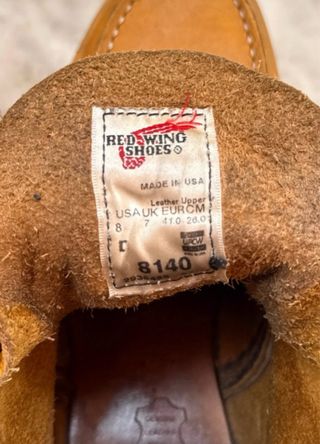 RED WING
SHOES
MADE IN USA
Leather Upper
USA UK EUR CM
8 7 41.0 26.0
D
8140